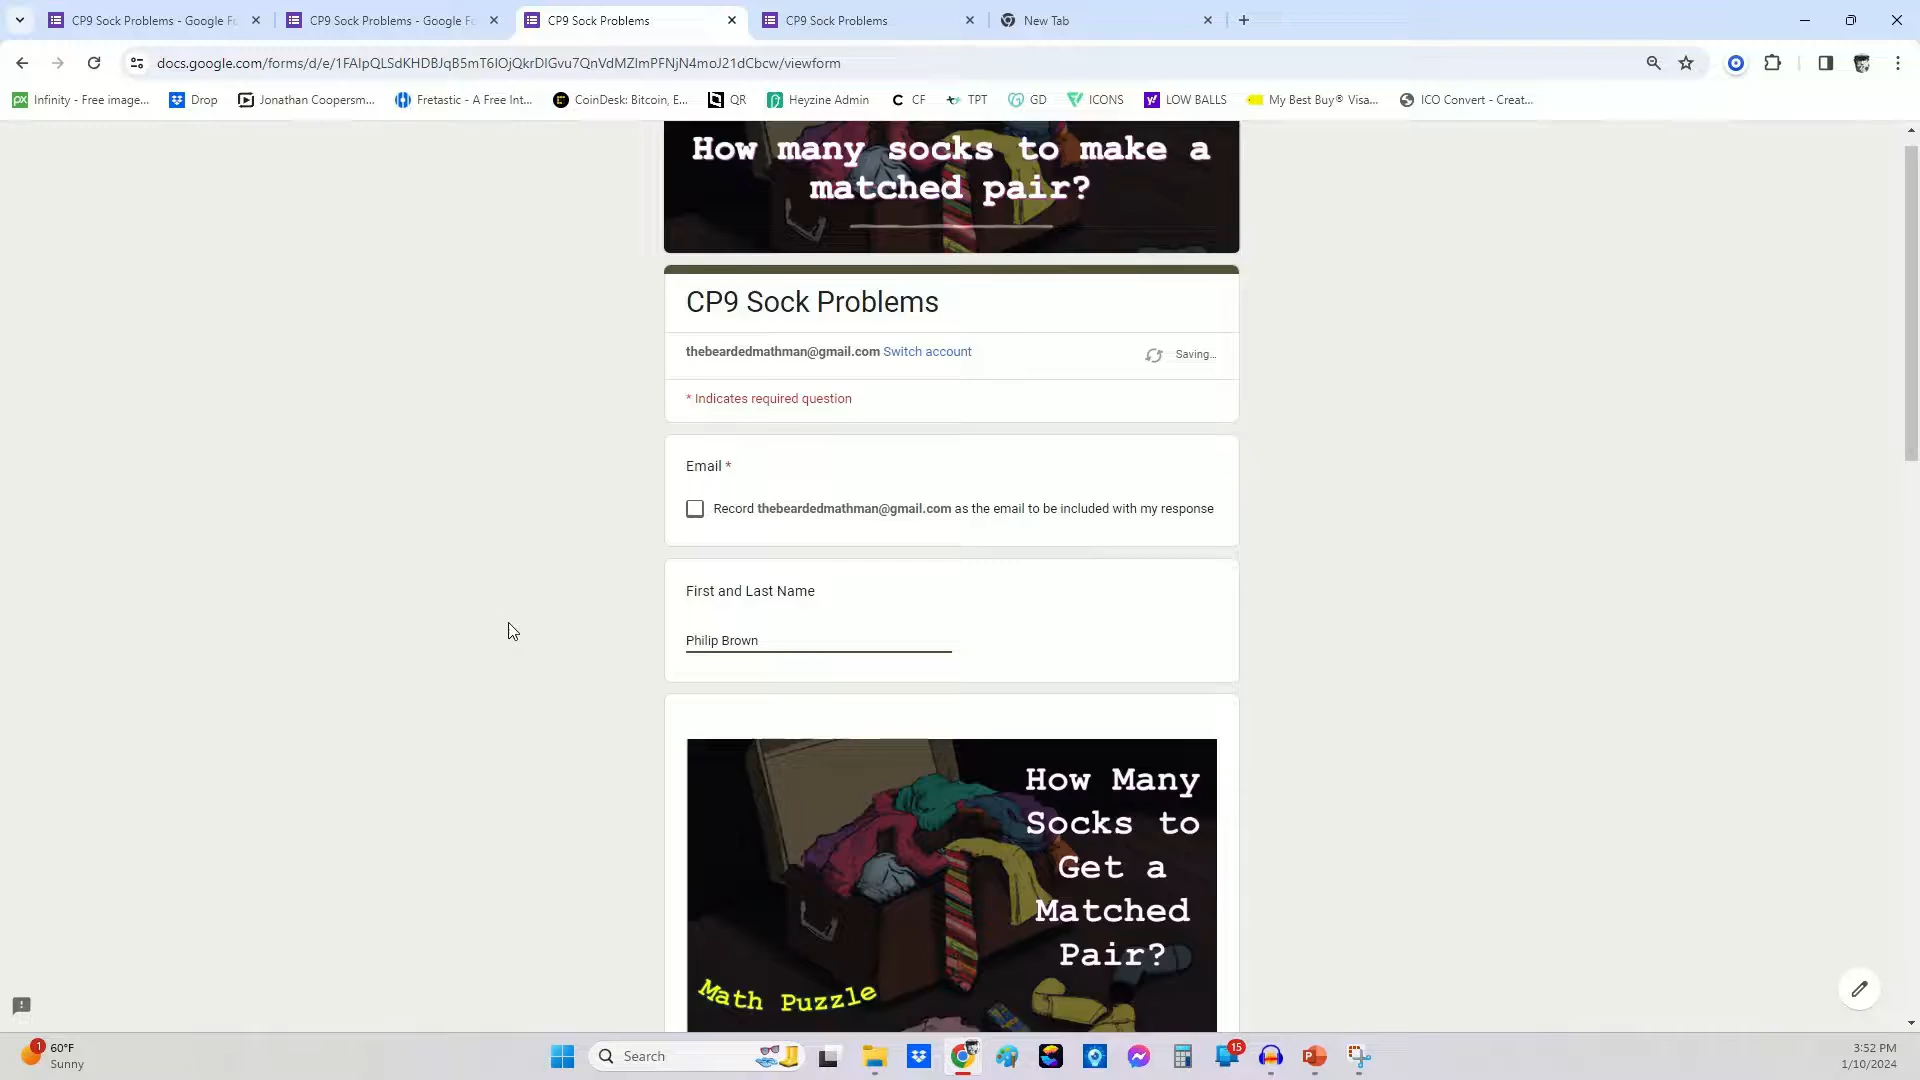 CP9 Sock Problems - Google Fo
CP9 Sock Problems - Google Fo
CP9 Sock Problems
CP9 Sock Problems
New Tab
docs.google.com/forms/d/e/1FAIpQLSdKHDBJqB5mT6IOjQkrDIGvu7QnVdMZImPFNjN4moJ21dCbcw/viewform
Infinity - Free image...
Drop
Jonathan Coopersm...
Fretastic - A Free Int...
CoinDesk: Bitcoin, E...
QR
Heyzine Admin
CF
TPT
GD
ICONS
LOW BALLS
My Best Buy® Visa...
ICO Convert - Creat...
How many socks to make a
matched pair?
CP9 Sock Problems
thebeardedmathman@gmail.com Switch account
Saving...
* Indicates required question
Email *
Record thebeardedmathman@gmail.com as the email to be included with my response
First and Last Name
Philip Brown
How Many
Socks to
Get a
Matched
Pair?
Math Puzzle
1
60°F
Sunny
Search
15
3:52 PM
1/10/2024